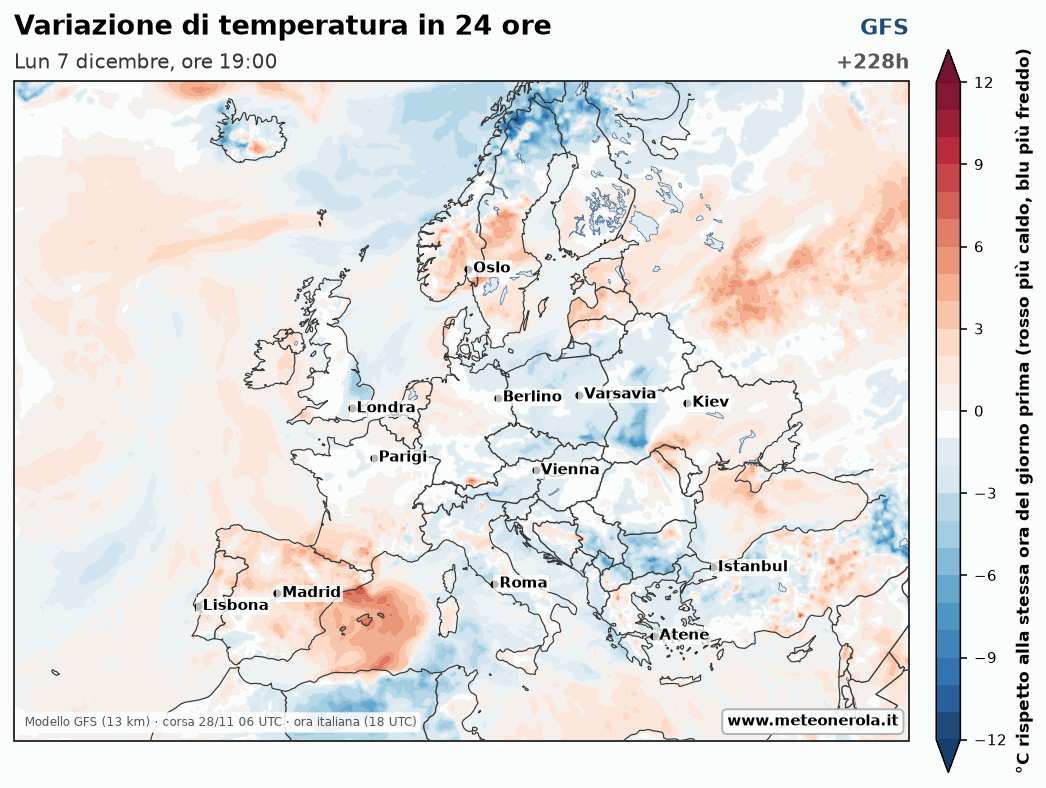 Variazione di temperatura in 24 ore
GFS
Lun 7 dicembre, ore 19:00
+228h
Oslo
Londra
Berlino
Varsavia
Kiev
Parigi
Vienna
Madrid
Lisbona
Roma
Istanbul
Atene
Modello GFS (13 km) · corsa 28/11 06 UTC · ora italiana (18 UTC)
www.meteonerola.it
12
9
6
3
0
−3
−6
−9
−12
°C rispetto alla stessa ora del giorno prima (rosso più caldo, blu più freddo)